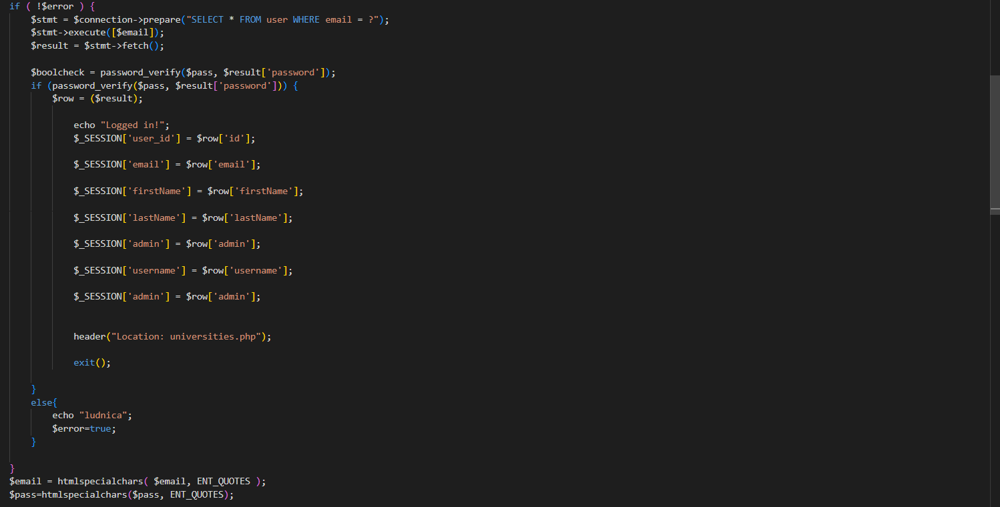 if ( !$error ) {
$stmt = $connection->prepare("SELECT * FROM user WHERE email = ?");
$stmt->execute([$email]);
$result = $stmt->fetch();
$boolcheck = password_verify($pass, $result['password']);
if (password_verify($pass, $result['password'])) {
$row = ($result);
echo "Logged in!";
$_SESSION['user_id'] = $row['id'];
$_SESSION['email'] = $row['email'];
$_SESSION['firstName'] = $row['firstName'];
$_SESSION['lastName'] = $row['lastName'];
$_SESSION['admin'] = $row['admin'];
$_SESSION['username'] = $row['username'];
$_SESSION['admin'] = $row['admin'];
header("Location: universities.php");
exit();
}
else{
echo "ludnica";
$error=true;
}
}
$email = htmlspecialchars( $email, ENT_QUOTES );
$pass=htmlspecialchars($pass, ENT_QUOTES);